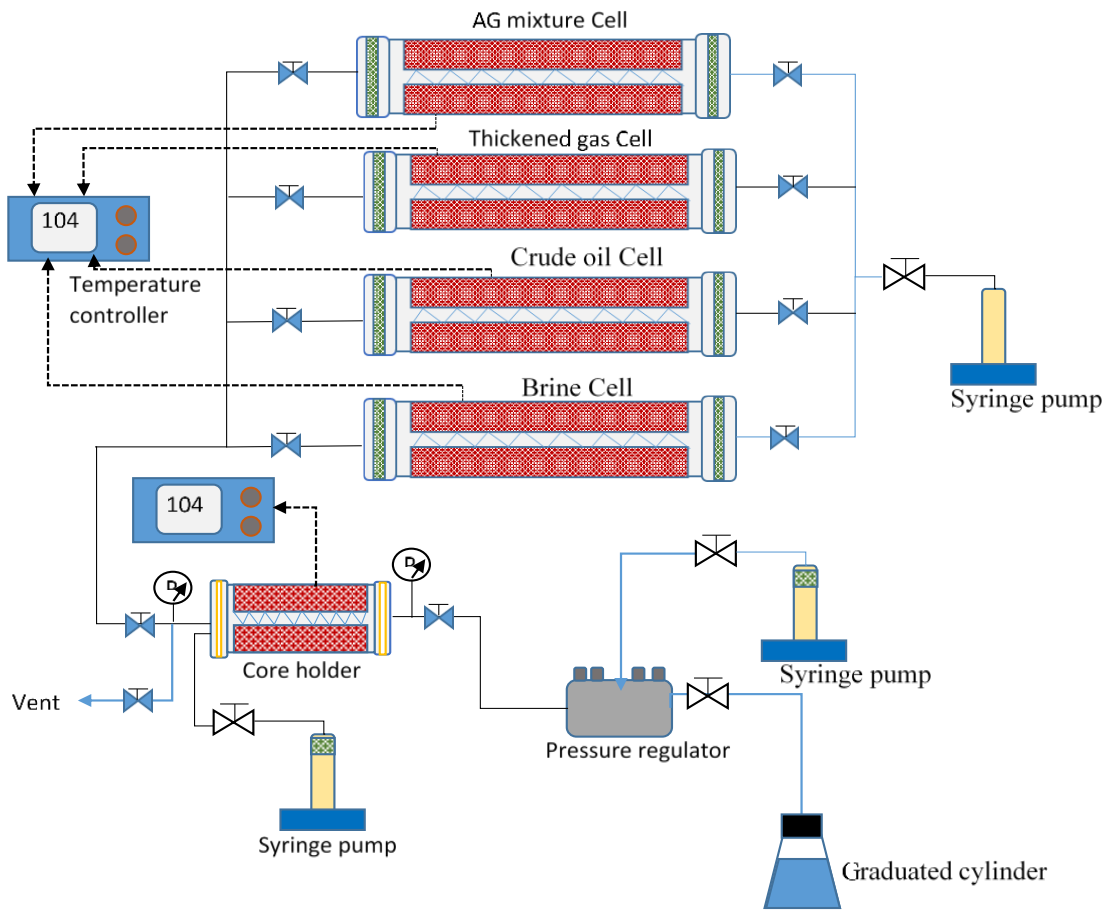 AG mixture Cell
Thickened gas Cell
104
Temperature
controller
Crude oil Cell
Syringe pump
Brine Cell
104
D
D
Core holder
Vent
Syringe pump
Pressure regulator
Syringe pump
Graduated cylinder